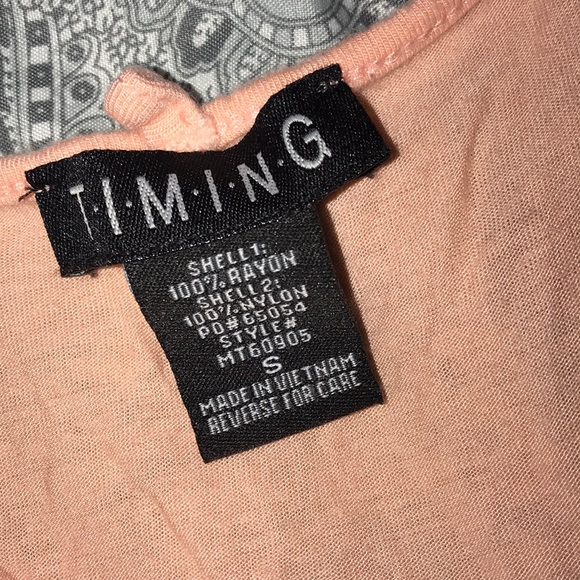 T·I·M·I·N·G
SHELL1:
100% RAYON
SHELL2:
100% NYLON
PO# 65054
STYLE#
MT60905
S
MADE IN VIETNAM
REVERSE FOR CARE